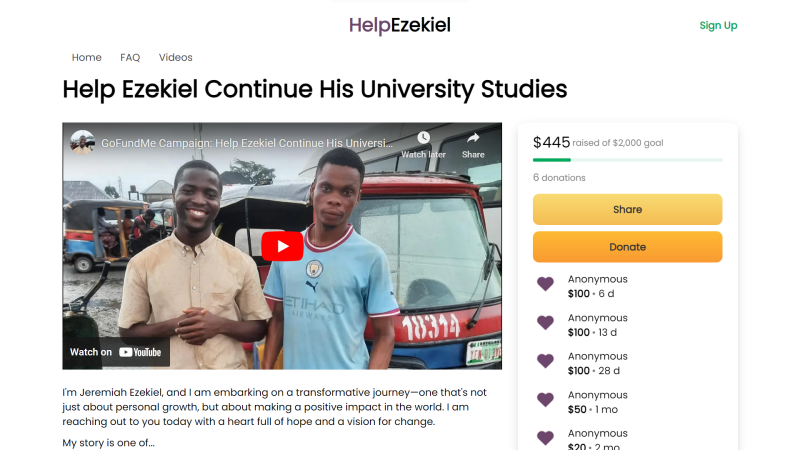 HelpEzekiel
Sign Up
Home
FAQ
Videos
Help Ezekiel Continue His University Studies
GoFundMe Campaign: Help Ezekiel Continue His Universi...
Watch later
Share
ETIHAD
AIRWAYS
18314
Watch on YouTube
I'm Jeremiah Ezekiel, and I am embarking on a transformative journey—one that's not
just about personal growth, but about making a positive impact in the world. I am
reaching out to you today with a heart full of hope and a vision for change.
My story is one of...
$445 raised of $2,000 goal
6 donations
Share
Donate
Anonymous
$100 • 6 d
Anonymous
$100 • 13 d
Anonymous
$100 • 28 d
Anonymous
$50 • 1 mo
Anonymous
$20 • 2 mo